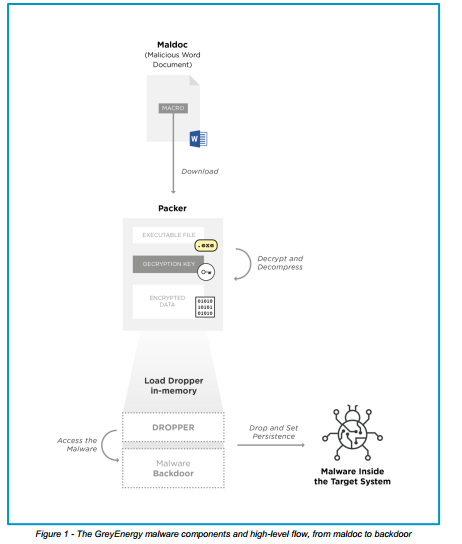 Maldoc
(Malicious Word
Document)
MACRO
W
Download
Packer
EXECUTABLE FILE
.exe
DECRYPTION KEY
Decrypt and
Decompress
ENCRYPTED
DATA
01010
10101
01010
Load Dropper
in-memory
DROPPER
Access the
Malware
Malware
Backdoor
Drop and Set
Persistence
Malware Inside
the Target System
Figure 1 - The GreyEnergy malware components and high-level flow, from maldoc to backdoor